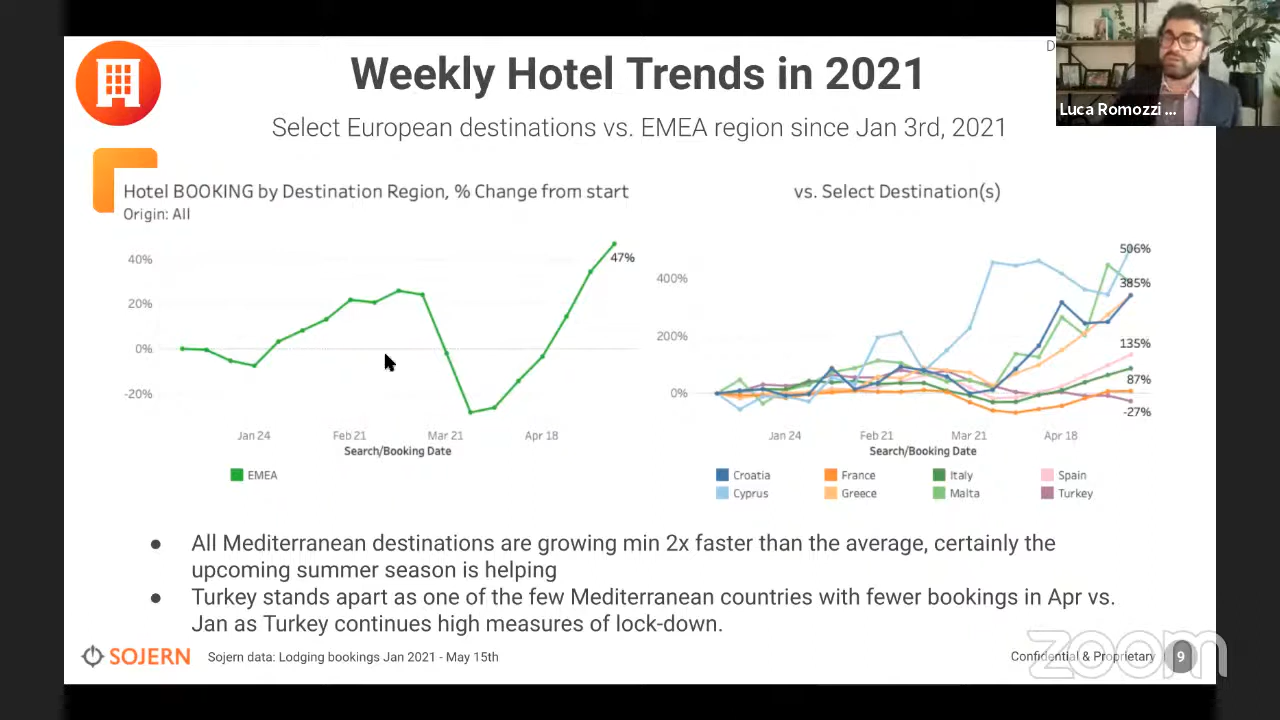 Weekly Hotel Trends in 2021
Select European destinations vs. EMEA region since Jan 3rd, 2021
D
Luca Romozzi ...
Hotel BOOKING by Destination Region, % Change from start
Origin: All
40%
20%
0%
-20%
47%
Jan 24
Feb 21
Mar 21
Apr 18
Search/Booking Date
EMEA
vs. Select Destination(s)
400%
200%
0%
506%
385%
135%
87%
-27%
Jan 24
Feb 21
Mar 21
Apr 18
Search/Booking Date
Croatia
France
Italy
Spain
Cyprus
Greece
Malta
Turkey
● All Mediterranean destinations are growing min 2x faster than the average, certainly the
upcoming summer season is helping
● Turkey stands apart as one of the few Mediterranean countries with fewer bookings in Apr vs.
Jan as Turkey continues high measures of lock-down.
SOJERN
Sojern data: Lodging bookings Jan 2021 - May 15th
Confidential & Proprietary
9
zoom